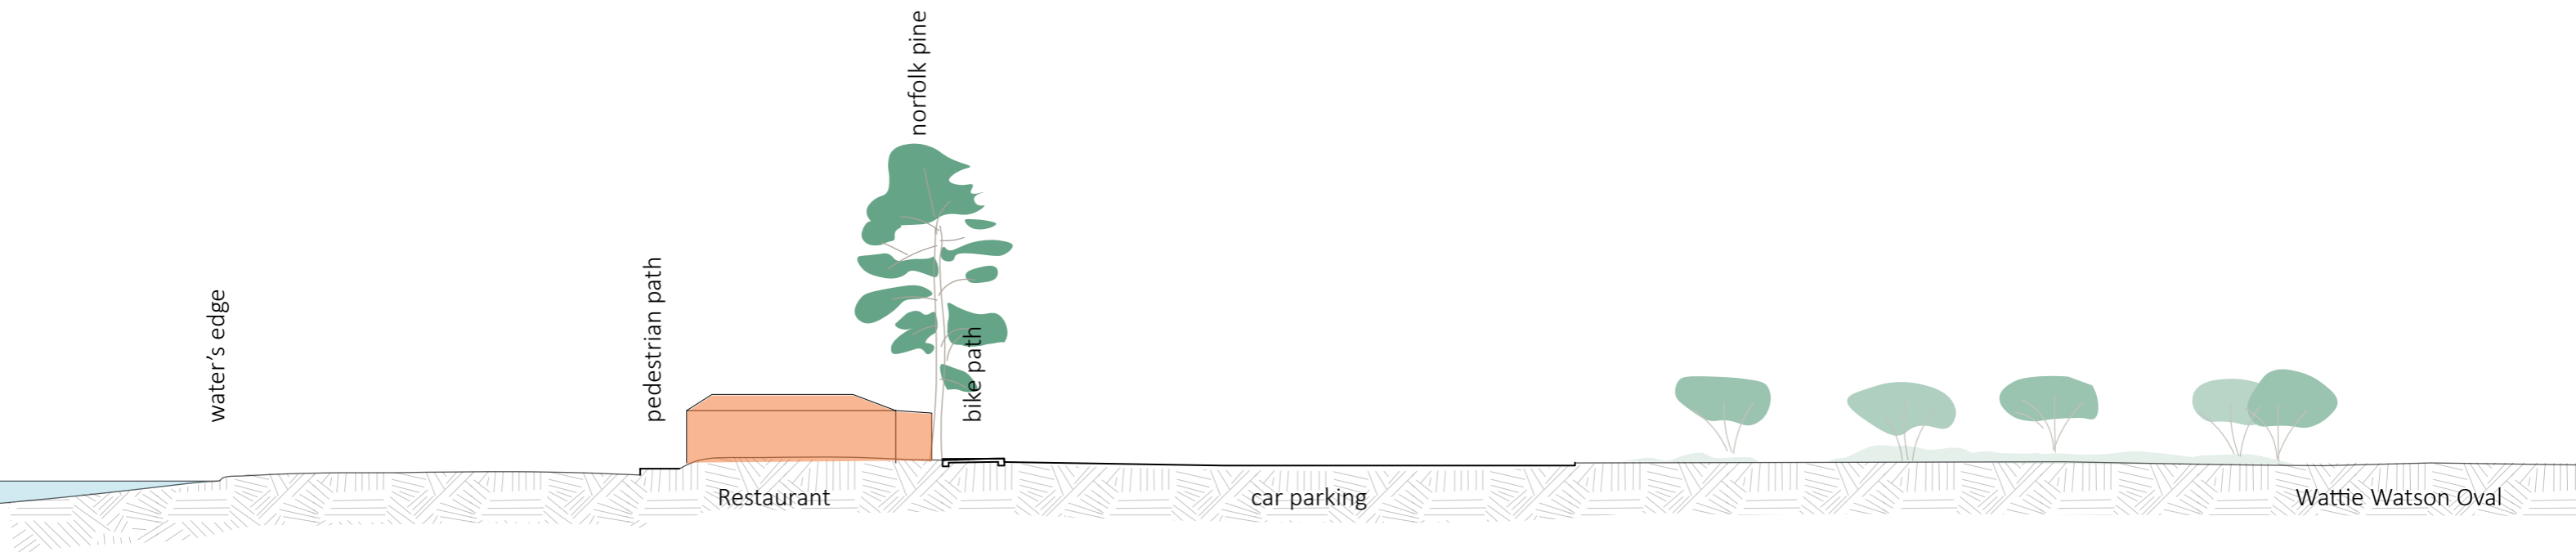 water's edge
pedestrian path
norfolk pine
bike path
Restaurant
car parking
Wattie Watson Oval